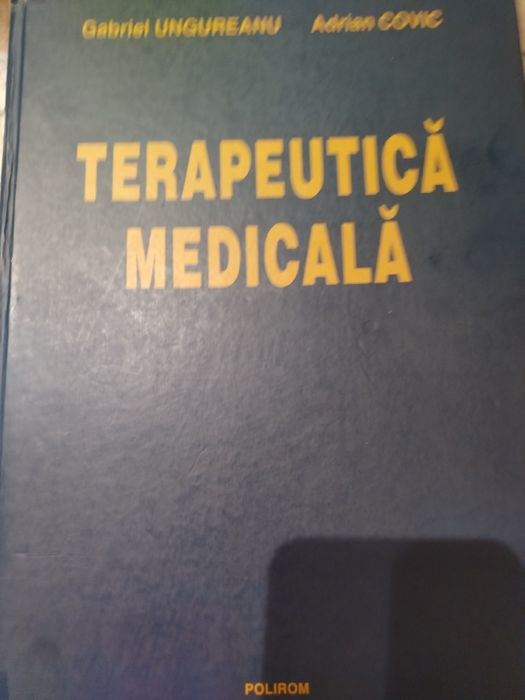 Gabriel UNGUREANU Adrian COVIC
TERAPEUTICĂ
MEDICALĂ
POLIROM